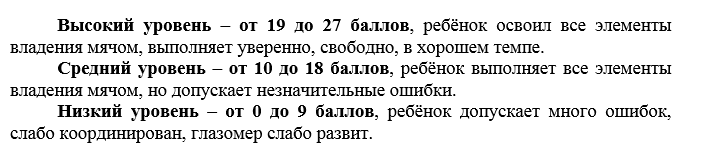 Высокий уровень – от 19 до 27 баллов, ребёнок освоил все элементы
владения мячом, выполняет уверенно, свободно, в хорошем темпе.
Средний уровень – от 10 до 18 баллов, ребёнок выполняет все элементы
владения мячом, но допускает незначительные ошибки.
Низкий уровень – от 0 до 9 баллов, ребёнок допускает много ошибок,
слабо координирован, глазомер слабо развит.